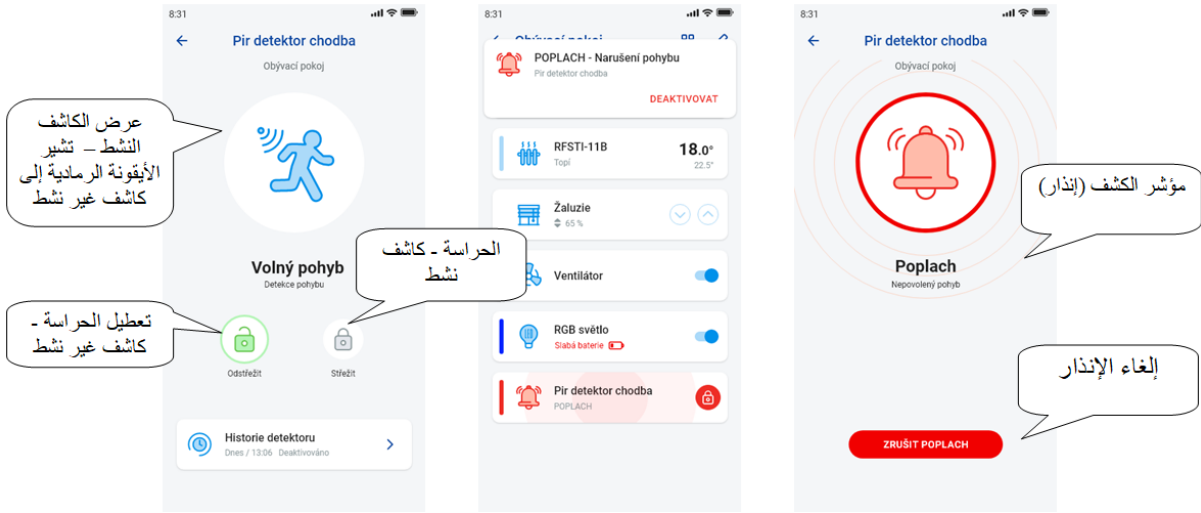 8:31
Pir detektor chodba
Obývací pokoj
عرض الكاشف
النشط – تشير
الأيقونة الرمادية إلى
كاشف غير نشط
Volný pohyb
Detekce pohybu
الحراسة - كاشف
نشط
تعطيل الحراسة -
كاشف غير نشط
Odstřežit
Střežit
Historie detektoru
Dnes / 13:06 Deaktivováno
8:31
Obývací pokoj
POPLACH - Narušení pohybu
Pir detektor chodba
DEAKTIVOVAT
RFSTI-11B
18.0°
Topí
22.5°
Žaluzie
65 %
Ventilátor
RGB světlo
Slabá baterie
Pir detektor chodba
POPLACH
8:31
Pir detektor chodba
Obývací pokoj
مؤشر الكشف (إنذار)
Poplach
Nepovolený pohyb
إلغاء الإنذار
ZRUŠIT POPLACH